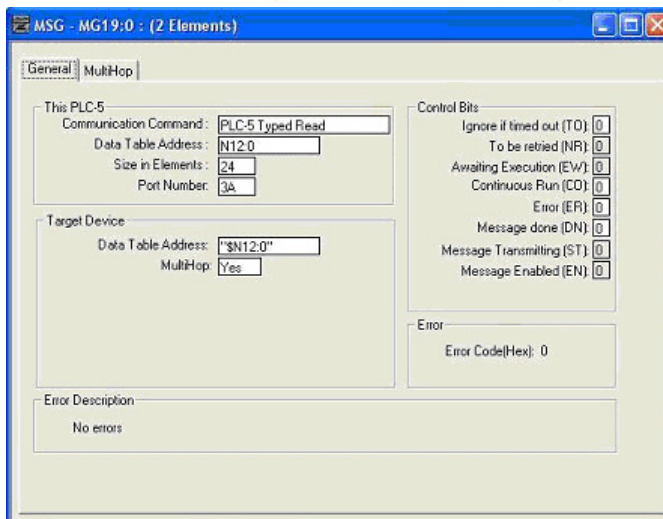 MSG - MG19:0 : (2 Elements)
General MultiHop
This PLC-5
Communication Command : PLC-5 Typed Read
Data Table Address : N12:0
Size in Elements : 24
Port Number: 3A
Target Device
Data Table Address: "$N12:0"
MultiHop: Yes
Control Bits
Ignore if timed out (TO): 0
To be retried (NR): 0
Awaiting Execution (EW): 0
Continuous Run (CO): 0
Error (ER): 0
Message done (DN): 0
Message Transmitting (ST): 0
Message Enabled (EN): 0
Error
Error Code(Hex): 0
Error Description
No errors